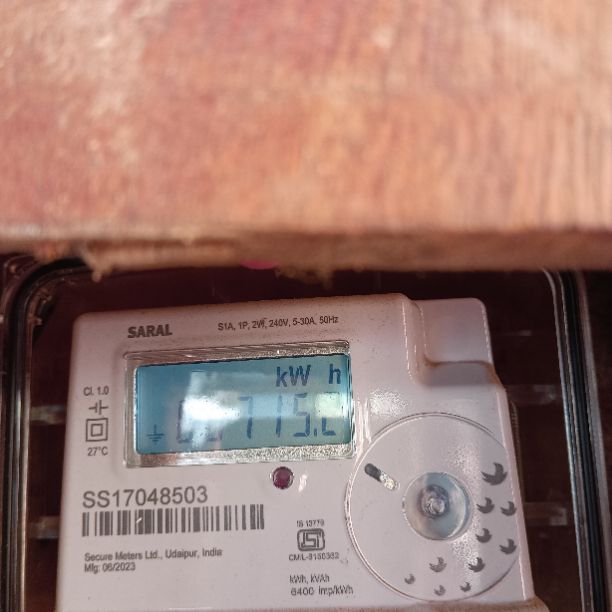 SARAL
S1A, 1P, 2W, 240V, 5-30A, 50Hz
kW h
Cl. 1.0
27°C
SS17048503
IS 13779
Secure Meters Ltd., Udaipur, India
Mfg: 06/2023
kWh, kVAh
6400 imp/kWh